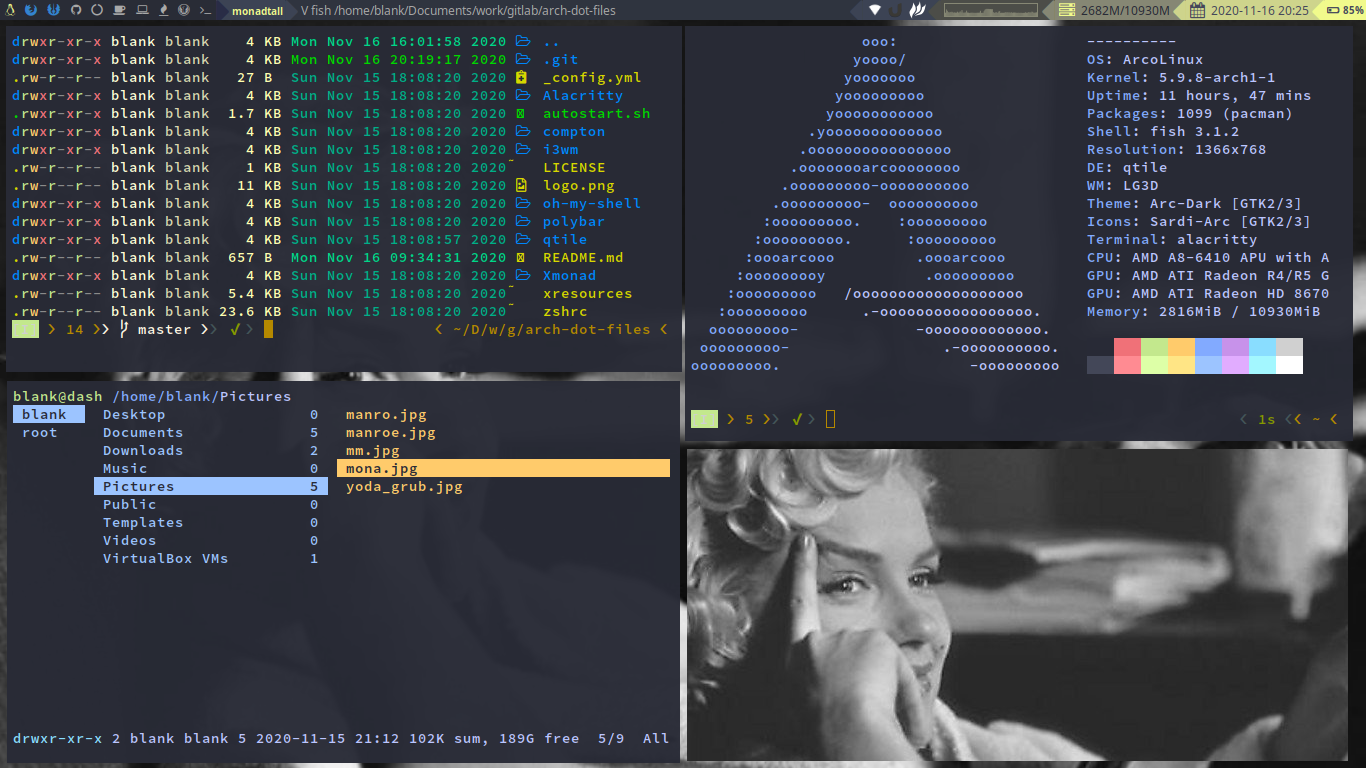 monadtall V fish /home/blank/Documents/work/gitlab/arch-dot-files 2682M/10930M 2020-11-16 20:25 85%
drwxr-xr-x blank blank 4 KB Mon Nov 16 16:01:58 2020 ..
drwxr-xr-x blank blank 4 KB Mon Nov 16 20:19:17 2020 .git
.rw-r--r-- blank blank 27 B Sun Nov 15 18:08:20 2020 _config.yml
drwxr-xr-x blank blank 4 KB Sun Nov 15 18:08:20 2020 Alacritty
.rwxr-xr-x blank blank 1.7 KB Sun Nov 15 18:08:20 2020 autostart.sh
drwxr-xr-x blank blank 4 KB Sun Nov 15 18:08:20 2020 compton
drwxr-xr-x blank blank 4 KB Sun Nov 15 18:08:20 2020 i3wm
.rw-r--r-- blank blank 1 KB Sun Nov 15 18:08:20 2020 LICENSE
.rw-r--r-- blank blank 11 KB Sun Nov 15 18:08:20 2020 logo.png
drwxr-xr-x blank blank 4 KB Sun Nov 15 18:08:20 2020 oh-my-shell
drwxr-xr-x blank blank 4 KB Sun Nov 15 18:08:20 2020 polybar
drwxr-xr-x blank blank 4 KB Sun Nov 15 18:08:57 2020 qtile
.rw-r--r-- blank blank 657 B Mon Nov 16 09:34:31 2020 README.md
drwxr-xr-x blank blank 4 KB Sun Nov 15 18:08:20 2020 Xmonad
.rw-r--r-- blank blank 5.4 KB Sun Nov 15 18:08:20 2020 xresources
.rw-r--r-- blank blank 23.6 KB Sun Nov 15 18:08:20 2020 zshrc
14 master √ ~/D/w/g/arch-dot-files
ooo: ----------
yoooo/ OS: ArcoLinux
yooooooo Kernel: 5.9.8-arch1-1
yooooooooo Uptime: 11 hours, 47 mins
yooooooooooo Packages: 1099 (pacman)
.yooooooooooooo Shell: fish 3.1.2
.oooooooooooooooo Resolution: 1366x768
.oooooooarcooooooooo DE: qtile
.ooooooooo-oooooooooo WM: LG3D
.ooooooooo- oooooooooo Theme: Arc-Dark [GTK2/3]
:ooooooooo. :ooooooooo Icons: Sardi-Arc [GTK2/3]
:ooooooooo. :ooooooooo Terminal: alacritty
:oooarcooo .oooarcooo CPU: AMD A8-6410 APU with A
:ooooooooy .ooooooooo GPU: AMD ATI Radeon R4/R5 G
:ooooooooo /ooooooooooooooooooo GPU: AMD ATI Radeon HD 8670
:ooooooooooo .-ooooooooooooooooo. Memory: 2816MiB / 10930MiB
ooooooooo- -ooooooooooooo.
ooooooooo- .-oooooooooo.
ooooooooo. -ooooooooo
5 √ 1s ~
blank@dash /home/blank/Pictures
blank Desktop 0 manro.jpg
root Documents 5 manroe.jpg
Downloads 2 mm.jpg
Music 0 mona.jpg
Pictures 5 yoda_grub.jpg
Public 0
Templates 0
Videos 0
VirtualBox VMs 1
drwxr-xr-x 2 blank blank 5 2020-11-15 21:12 102K sum, 189G free 5/9 All